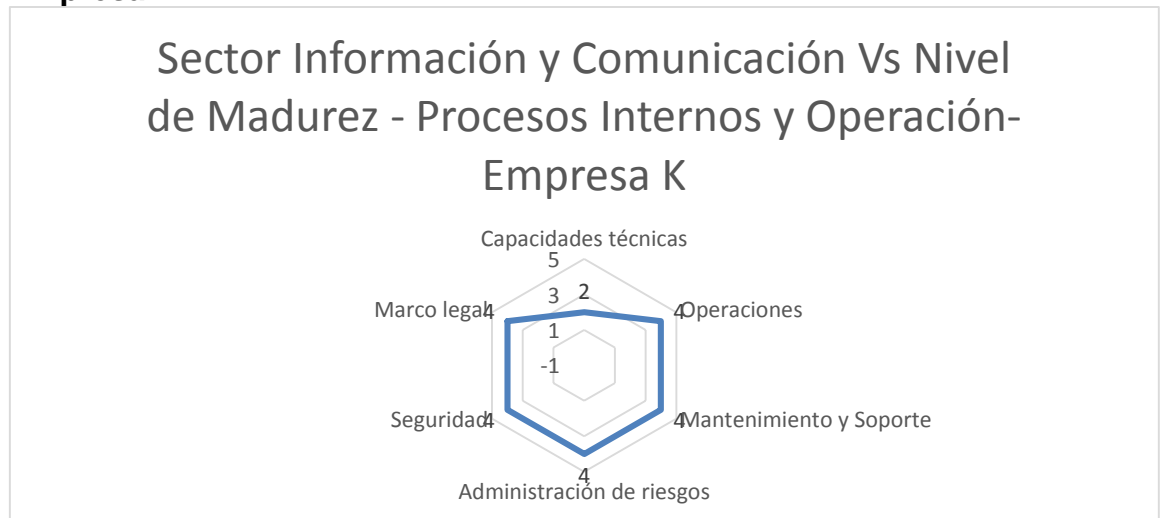 Sector Información y Comunicación Vs Nivel
de Madurez - Procesos Internos y Operación-
Empresa K
Capacidades técnicas
5
3
2
1
-1
Marco legal
4
4
Operaciones
Seguridad
4
4
Mantenimiento y Soporte
4
Administración de riesgos